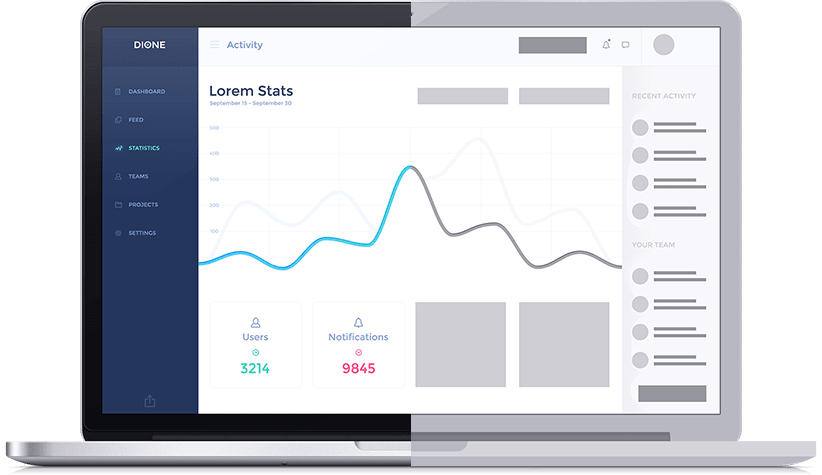 DIONE
Activity
DASHBOARD
FEED
STATISTICS
TEAMS
PROJECTS
SETTINGS
Lorem Stats
September 15 - September 30
500
400
300
200
100
Users
3214
Notifications
9845
RECENT ACTIVITY
YOUR TEAM